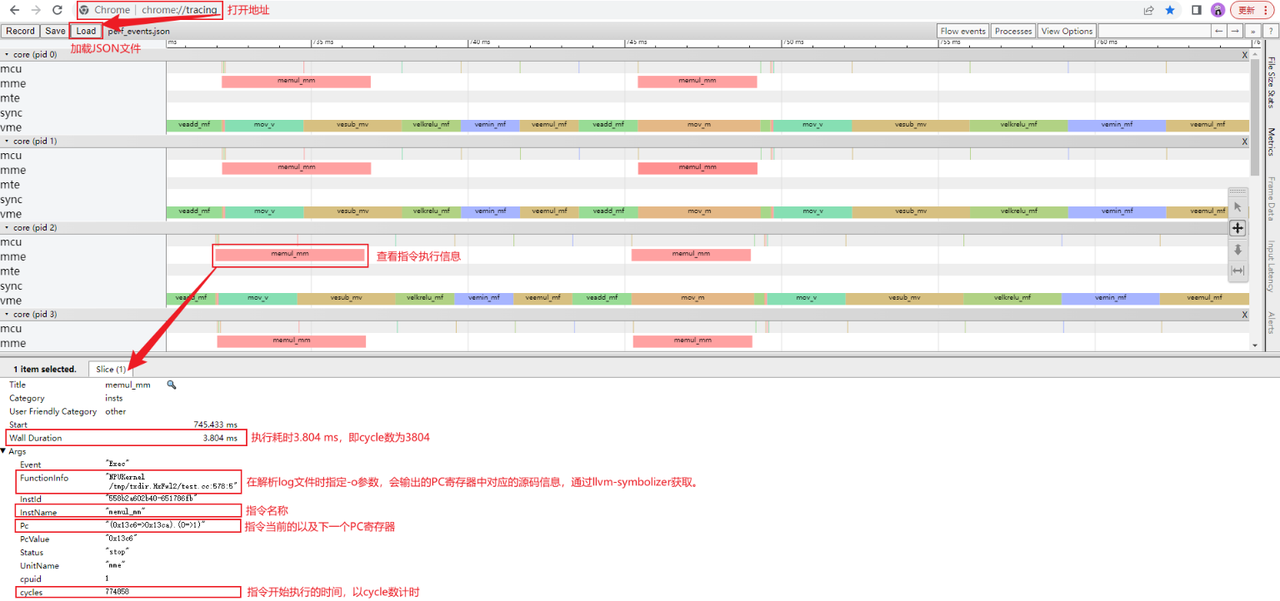 Chrome | chrome://tracing 打开地址
更新
Record Save Load perf_events.json Flow events Processes View Options
加载JSON文件
ms 735 ms 740 ms 745 ms 750 ms 755 ms 760 ms
File Size Stats
Metrics
Frame Data
Input Latency
Alerts
core (pid 0) X
mcu
mme memul_mm memul_mm
mte
sync
vme veadd_mf mov_v vesub_mv velkrelu_mf vemin_mf veemul_mf veadd_mf mov_m mov_v vesub_mv velkrelu_mf vemin_mf veemul_mf
core (pid 1) X
mcu
mme memul_mm memul_mm
mte
sync
vme veadd_mf mov_v vesub_mv velkrelu_mf vemin_mf veemul_mf veadd_mf mov_m mov_v vesub_mv velkrelu_mf vemin_mf veemul_mf
core (pid 2) X
mcu
mme memul_mm 查看指令执行信息 memul_mm
mte
sync
vme veadd_mf mov_v vesub_mv velkrelu_mf vemin_mf veemul_mf veadd_mf mov_m mov_v vesub_mv velkrelu_mf vemin_mf veemul_mf
core (pid 3) X
mcu
mme memul_mm memul_mm
1 item selected. Slice (1)
Title memul_mm
Category insts
User Friendly Category other
Start 745.433 ms
Wall Duration 3.804 ms 执行耗时3.804 ms，即cycle数为3804
Args
Event "Exec"
FunctionInfo "NPUKernel
/tmp/txdir.MxFwl2/test.cc:578:5" 在解析log文件时指定-o参数，会输出的PC寄存器中对应的源码信息，通过llvm-symbolizer获取。
InstId "558b2a602b40-651786fb"
InstName "memul_mm" 指令名称
Pc "(0x13c6=>0x13ca).(0=>1)" 指令当前的以及下一个PC寄存器
PcValue "0x13c6"
Status "stop"
UnitName "mme"
cpuid 1
cycles 774858 指令开始执行的时间，以cycle数计时